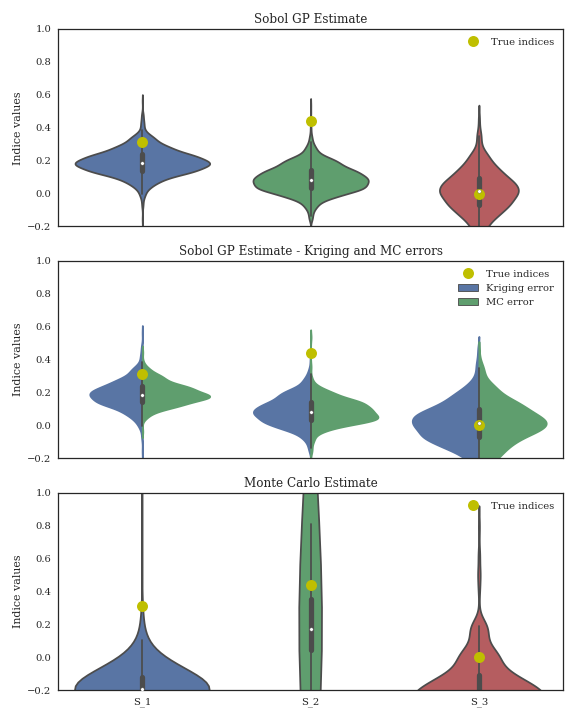 Sobol GP Estimate
1.0
0.8
0.6
0.4
0.2
0.0
−0.2
Indice values
True indices
Sobol GP Estimate - Kriging and MC errors
1.0
0.8
0.6
0.4
0.2
0.0
−0.2
Indice values
True indices
Kriging error
MC error
Monte Carlo Estimate
1.0
0.8
0.6
0.4
0.2
0.0
−0.2
Indice values
True indices
S_1
S_2
S_3